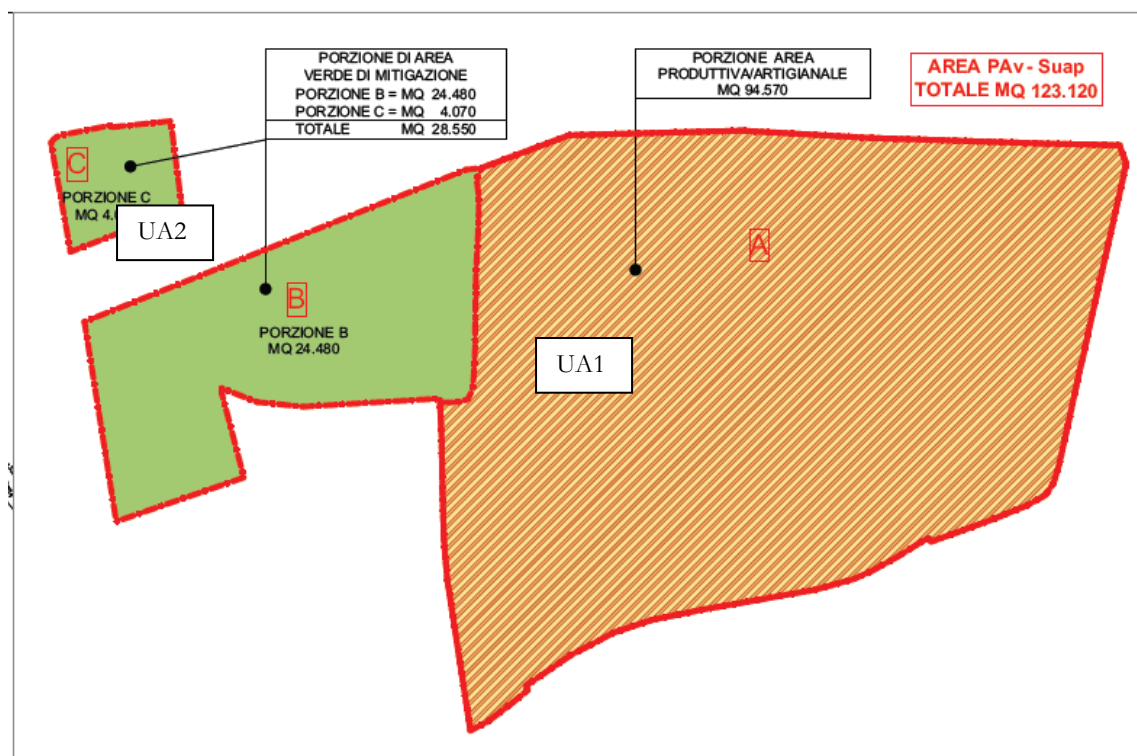 PORZIONE DI AREA
VERDE DI MITIGAZIONE
PORZIONE B = MQ 24.480
PORZIONE C = MQ 4.070
TOTALE MQ 28.550
PORZIONE AREA
PRODUTTIVA/ARTIGIANALE
MQ 94.570
AREA PAv - Suap
TOTALE MQ 123.120
C
PORZIONE C
MQ 4.
UA2
A
B
PORZIONE B
MQ 24.480
UA1